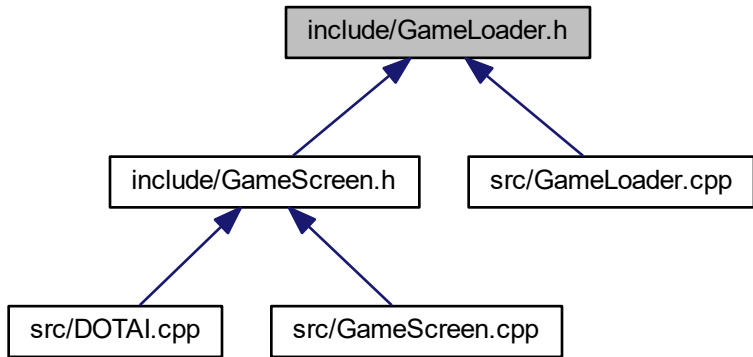 include/GameLoader.h
include/GameScreen.h
src/GameLoader.cpp
src/DOTAI.cpp
src/GameScreen.cpp